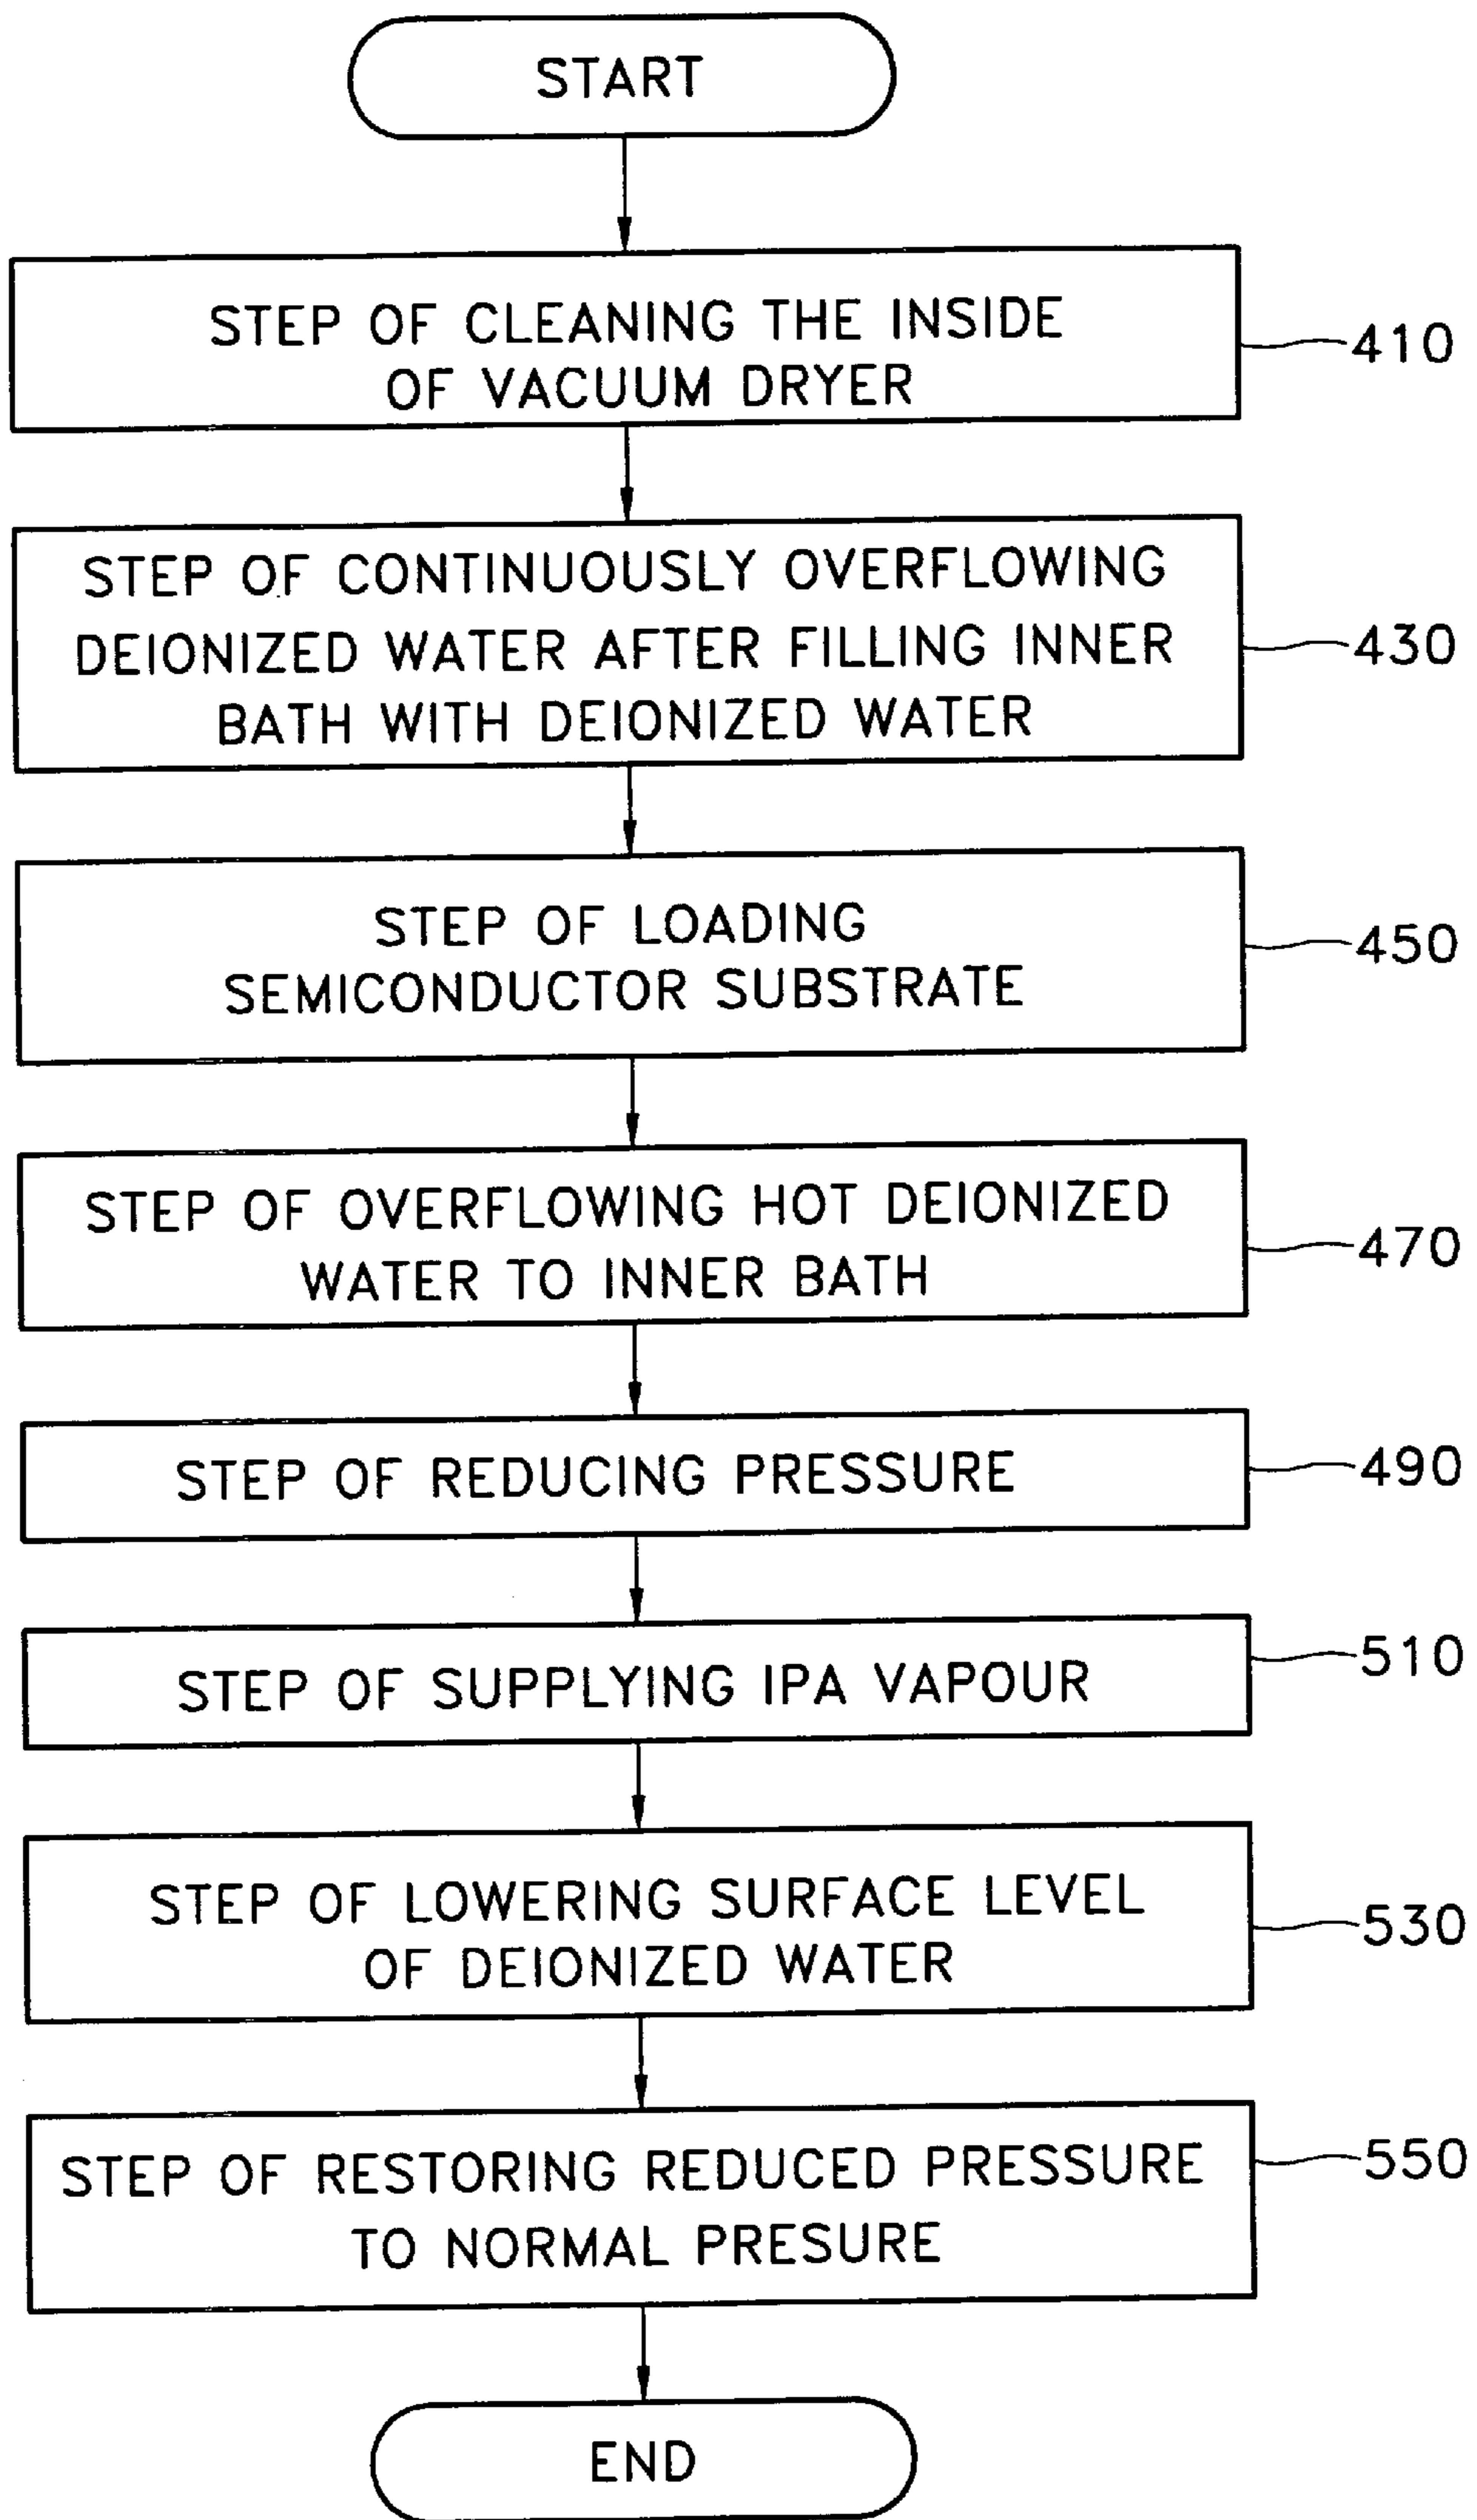 START
STEP OF CLEANING THE INSIDE
OF VACUUM DRYER
410
STEP OF CONTINUOUSLY OVERFLOWING
DEIONIZED WATER AFTER FILLING INNER
BATH WITH DEIONIZED WATER
430
STEP OF LOADING
SEMICONDUCTOR SUBSTRATE
450
STEP OF OVERFLOWING HOT DEIONIZED
WATER TO INNER BATH
470
STEP OF REDUCING PRESSURE
490
STEP OF SUPPLYING IPA VAPOUR
510
STEP OF LOWERING SURFACE LEVEL
OF DEIONIZED WATER
530
STEP OF RESTORING REDUCED PRESSURE
TO NORMAL PRESURE
550
END